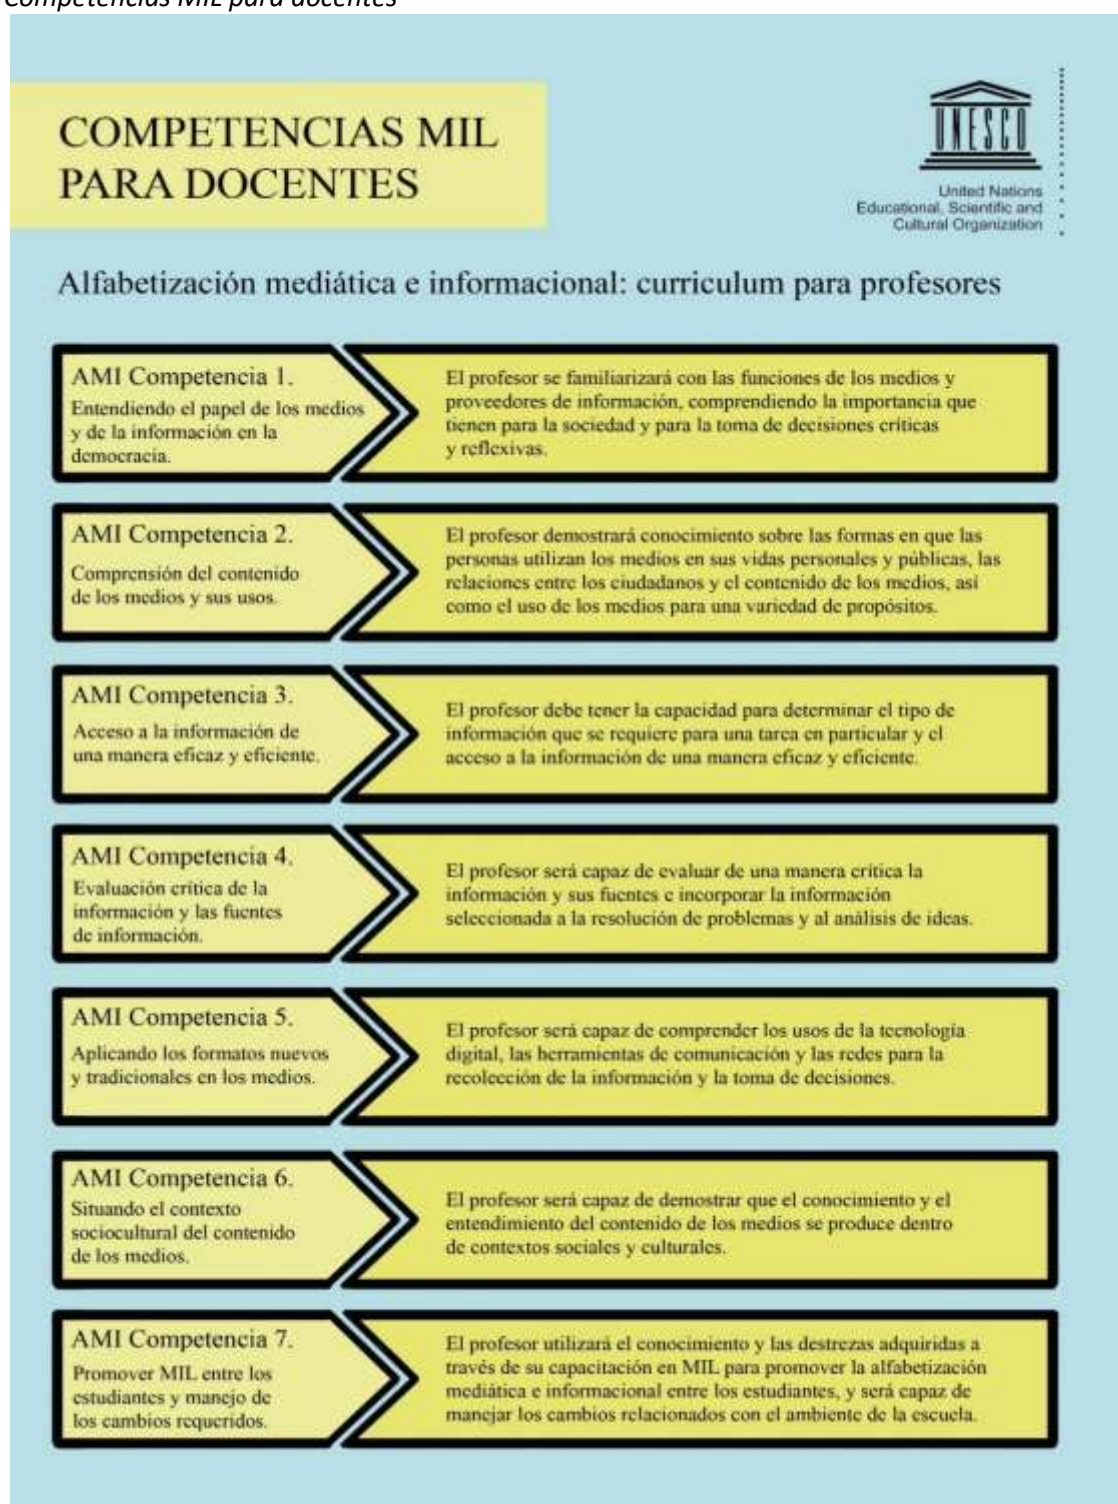 Competencias MIL para docentes
COMPETENCIAS MIL
PARA DOCENTES
UNESCO
United Nations
Educational, Scientific and
Cultural Organization
Alfabetización mediática e informacional: curriculum para profesores
AMI Competencia 1.
Entendiendo el papel de los medios
y de la información en la
democracia.
El profesor se familiarizará con las funciones de los medios y
proveedores de información, comprendiendo la importancia que
tienen para la sociedad y para la toma de decisiones críticas
y reflexivas.
AMI Competencia 2.
Comprensión del contenido
de los medios y sus usos.
El profesor demostrará conocimiento sobre las formas en que las
personas utilizan los medios en sus vidas personales y públicas, las
relaciones entre los ciudadanos y el contenido de los medios, así
como el uso de los medios para una variedad de propósitos.
AMI Competencia 3.
Acceso a la información de
una manera eficaz y eficiente.
El profesor debe tener la capacidad para determinar el tipo de
información que se requiere para una tarea en particular y el
acceso a la información de una manera eficaz y eficiente.
AMI Competencia 4.
Evaluación crítica de la
información y las fuentes
de información.
El profesor será capaz de evaluar de una manera crítica la
información y sus fuentes e incorporar la información
seleccionada a la resolución de problemas y al análisis de ideas.
AMI Competencia 5.
Aplicando los formatos nuevos
y tradicionales en los medios.
El profesor será capaz de comprender los usos de la tecnología
digital, las herramientas de comunicación y las redes para la
recolección de la información y la toma de decisiones.
AMI Competencia 6.
Situando el contexto
sociocultural del contenido
de los medios.
El profesor será capaz de demostrar que el conocimiento y el
entendimiento del contenido de los medios se produce dentro
de contextos sociales y culturales.
AMI Competencia 7.
Promover MIL entre los
estudiantes y manejo de
los cambios requeridos.
El profesor utilizará el conocimiento y las destrezas adquiridas a
través de su capacitación en MIL para promover la alfabetización
mediática e informacional entre los estudiantes, y será capaz de
manejar los cambios relacionados con el ambiente de la escuela.